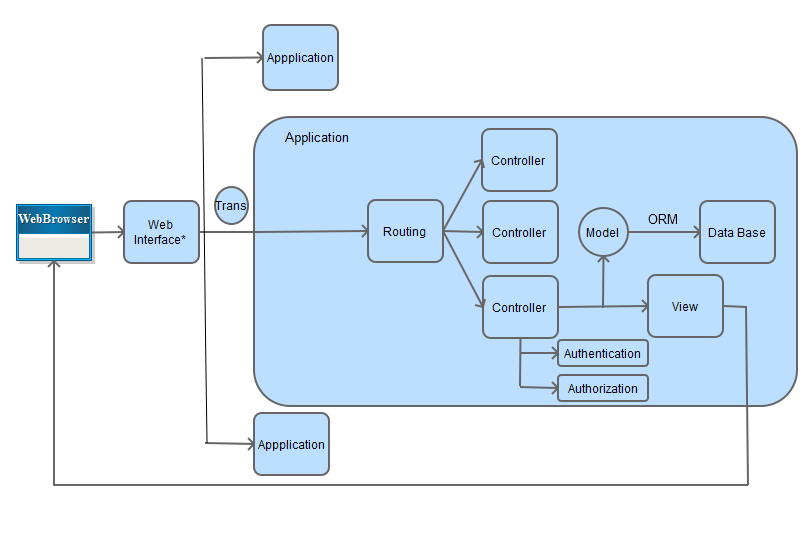 Appplication
Application
Controller
WebBrowser
Trans
Web
Interface*
Routing
Controller
Model
ORM
Data Base
Controller
View
Authentication
Authorization
Appplication